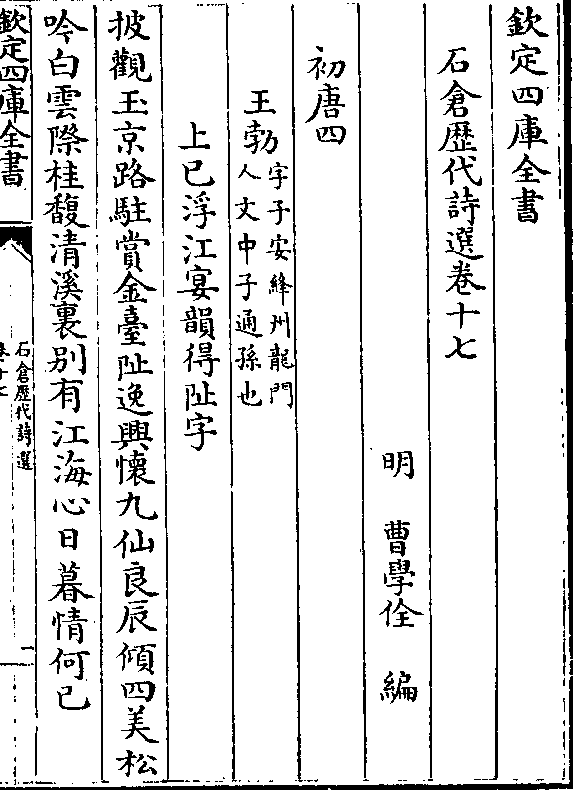 欽定四庫全書
石倉歷代詩選卷十七
明 曹學佺 編
初唐四
王勃字子安絳州龍門
人文中子通孫也
上巳浮江宴韻得阯字
披觀玉京路駐賞金臺阯逸興懷九仙良辰傾四美松
吟白雲際桂馥清溪裏别有江海心日暮情何已
欽定四庫全書
石倉歷代詩選
卷十七
一